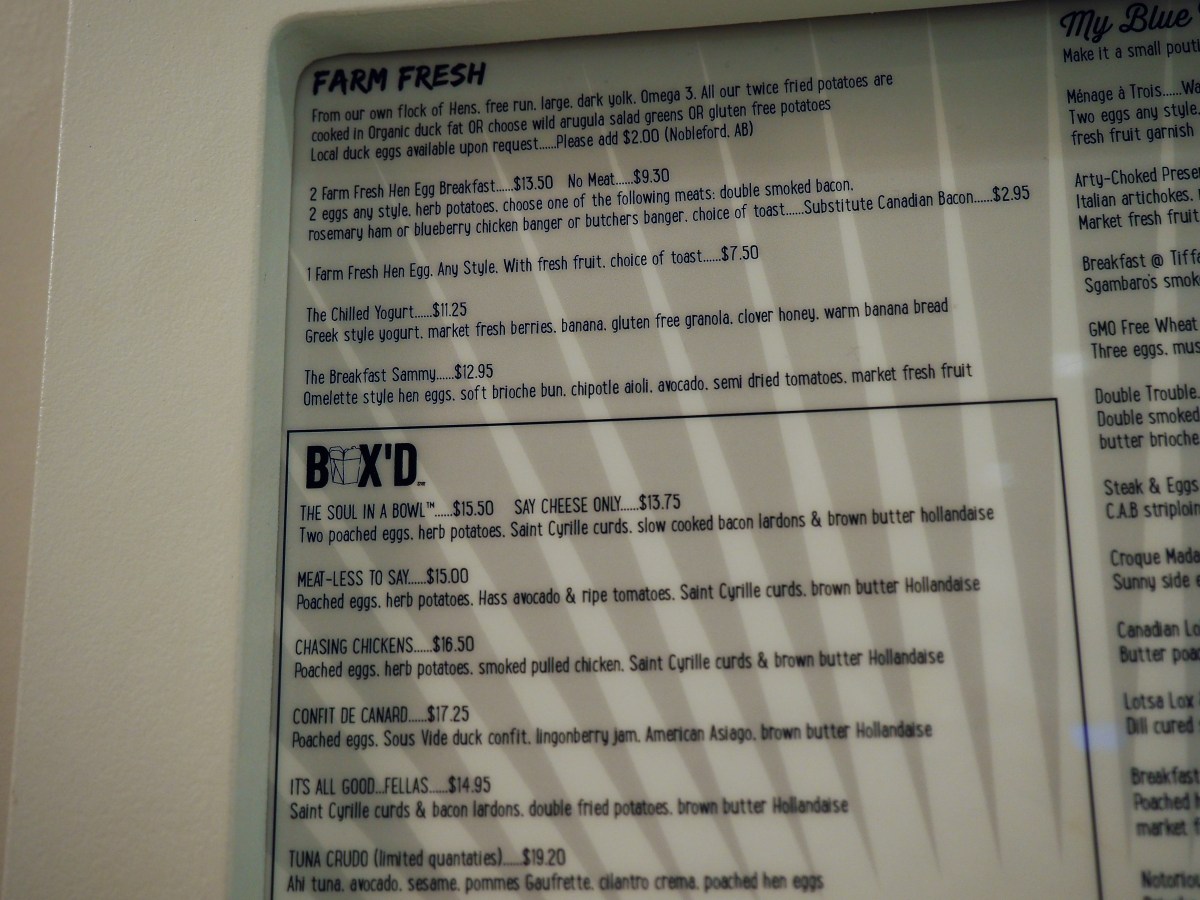 FARM FRESH
From our own flock of Hens. free run. large. dark yolk. Omega 3. All our twice fried potatoes are
cooked in Organic duck fat OR choose wild arugula salad greens OR gluten free potatoes
Local duck eggs available upon request......Please add $2.00 (Nobleford, AB)
2 Farm Fresh Hen Egg Breakfast......$13.50 No Meat......$9.30
2 eggs any style. herb potatoes. choose one of the following meats: double smoked bacon.
rosemary ham or blueberry chicken banger or butchers banger. choice of toast......Substitute Canadian Bacon......$2.95
1 Farm Fresh Hen Egg. Any Style. With fresh fruit. choice of toast......$7.50
The Chilled Yogurt......$11.25
Greek style yogurt. market fresh berries. banana. gluten free granola. clover honey. warm banana bread
The Breakfast Sammy......$12.95
Omelette style hen eggs. soft brioche bun. chipotle aioli. avocado. semi dried tomatoes. market fresh fruit
BOX'D
THE SOUL IN A BOWL™......$15.50 SAY CHEESE ONLY......$13.75
Two poached eggs. herb potatoes. Saint Cyrille curds. slow cooked bacon lardons & brown butter hollandaise
MEAT-LESS TO SAY......$15.00
Poached eggs. herb potatoes. Hass avocado & ripe tomatoes. Saint Cyrille curds. brown butter Hollandaise
CHASING CHICKENS......$16.50
Poached eggs. herb potatoes. smoked pulled chicken. Saint Cyrille curds & brown butter Hollandaise
CONFIT DE CANARD......$17.25
Poached eggs. Sous Vide duck confit. lingonberry jam. American Asiago. brown butter Hollandaise
IT'S ALL GOOD...FELLAS......$14.95
Saint Cyrille curds & bacon lardons. double fried potatoes. brown butter Hollandaise
TUNA CRUDO (limited quantaties)......$19.20
Ahi tuna. avocado. sesame. pommes Gaufrette. cilantro crema. poached hen eggs
My Blue
Make it a small
Ménage à Trois......
Two eggs any style.
fresh fruit garnish
Arty-Choked
Italian artichokes.
Market fresh fruit
Breakfast @
Sgambaro's
GMO Free Wheat
Three eggs.
Double Trouble.
Double smoked
butter brioche
Steak & Eggs
C.A.B
Croque
Sunny side
Canadian
Butter
Lotsa Lox
Dill cured
Breakfast
Poached
market